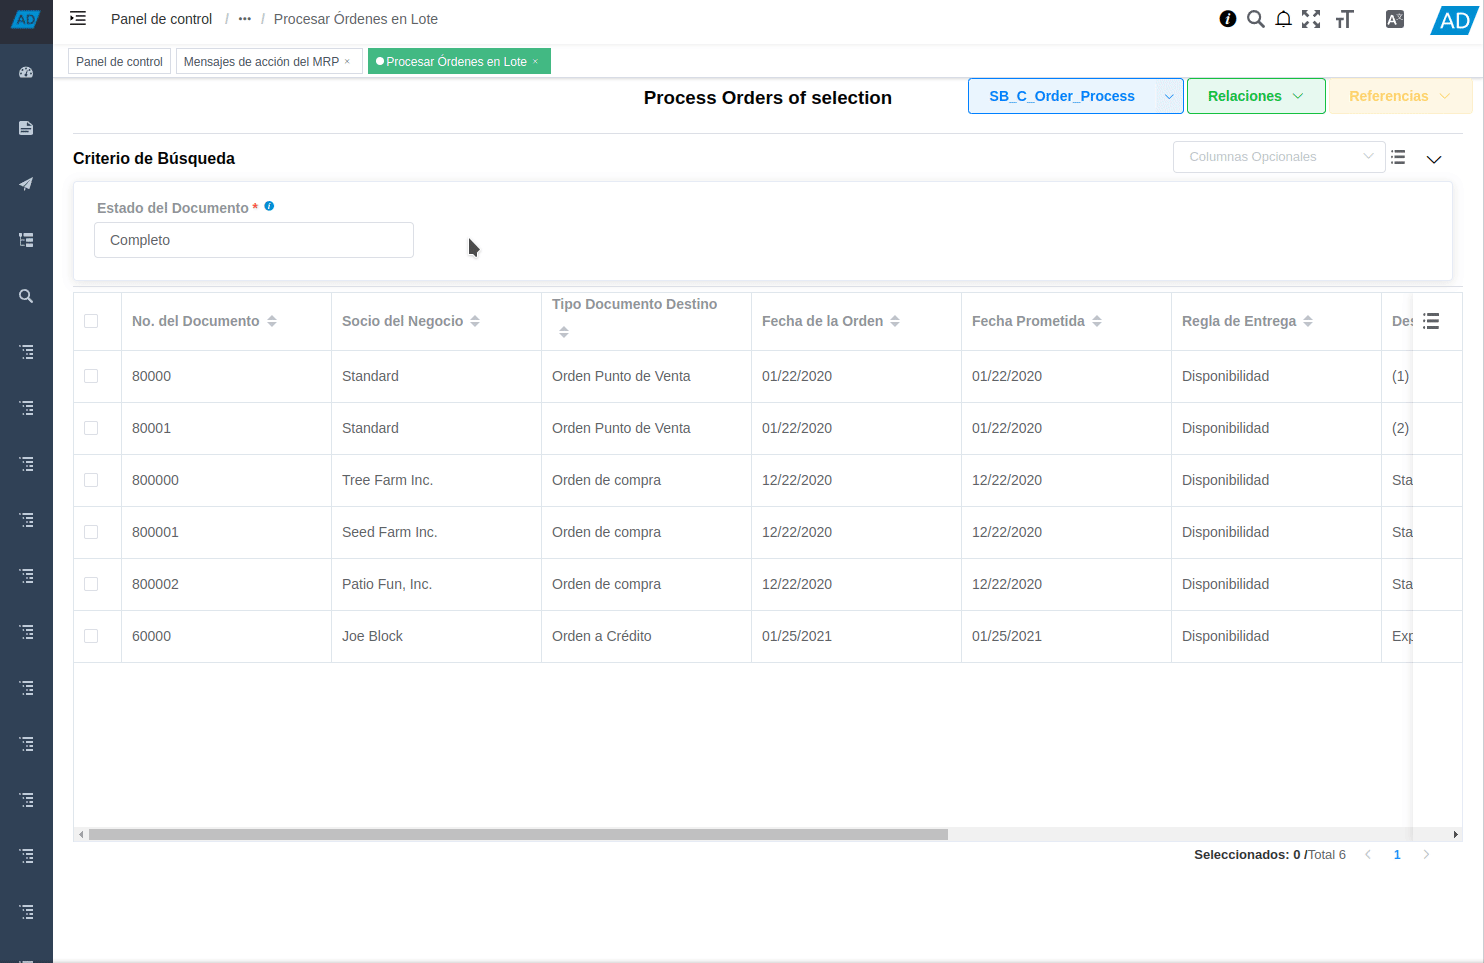 AD
Panel de control / ••• / Procesar Órdenes en Lote
AD
Panel de control
Mensajes de acción del MRP ×
Procesar Órdenes en Lote ×
Process Orders of selection
SB_C_Order_Process
Relaciones
Referencias
Criterio de Búsqueda
Columnas Opcionales
Estado del Documento *
Completo
No. del Documento Socio del Negocio Tipo Documento Destino Fecha de la Orden Fecha Prometida Regla de Entrega Des
80000 Standard Orden Punto de Venta 01/22/2020 01/22/2020 Disponibilidad (1)
80001 Standard Orden Punto de Venta 01/22/2020 01/22/2020 Disponibilidad (2)
800000 Tree Farm Inc. Orden de compra 12/22/2020 12/22/2020 Disponibilidad Sta
800001 Seed Farm Inc. Orden de compra 12/22/2020 12/22/2020 Disponibilidad Sta
800002 Patio Fun, Inc. Orden de compra 12/22/2020 12/22/2020 Disponibilidad Sta
60000 Joe Block Orden a Crédito 01/25/2021 01/25/2021 Disponibilidad Exp
Seleccionados: 0 /Total 6 1